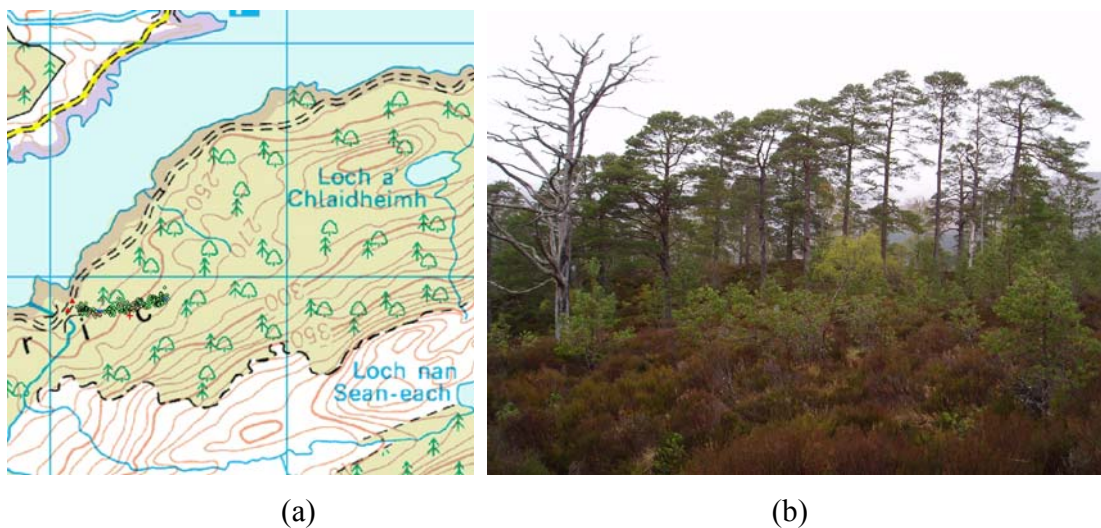 Loch a'
Chlaidheimh
250
270
300
350
r i c
Loch nan
Sean-each
(a)
(b)